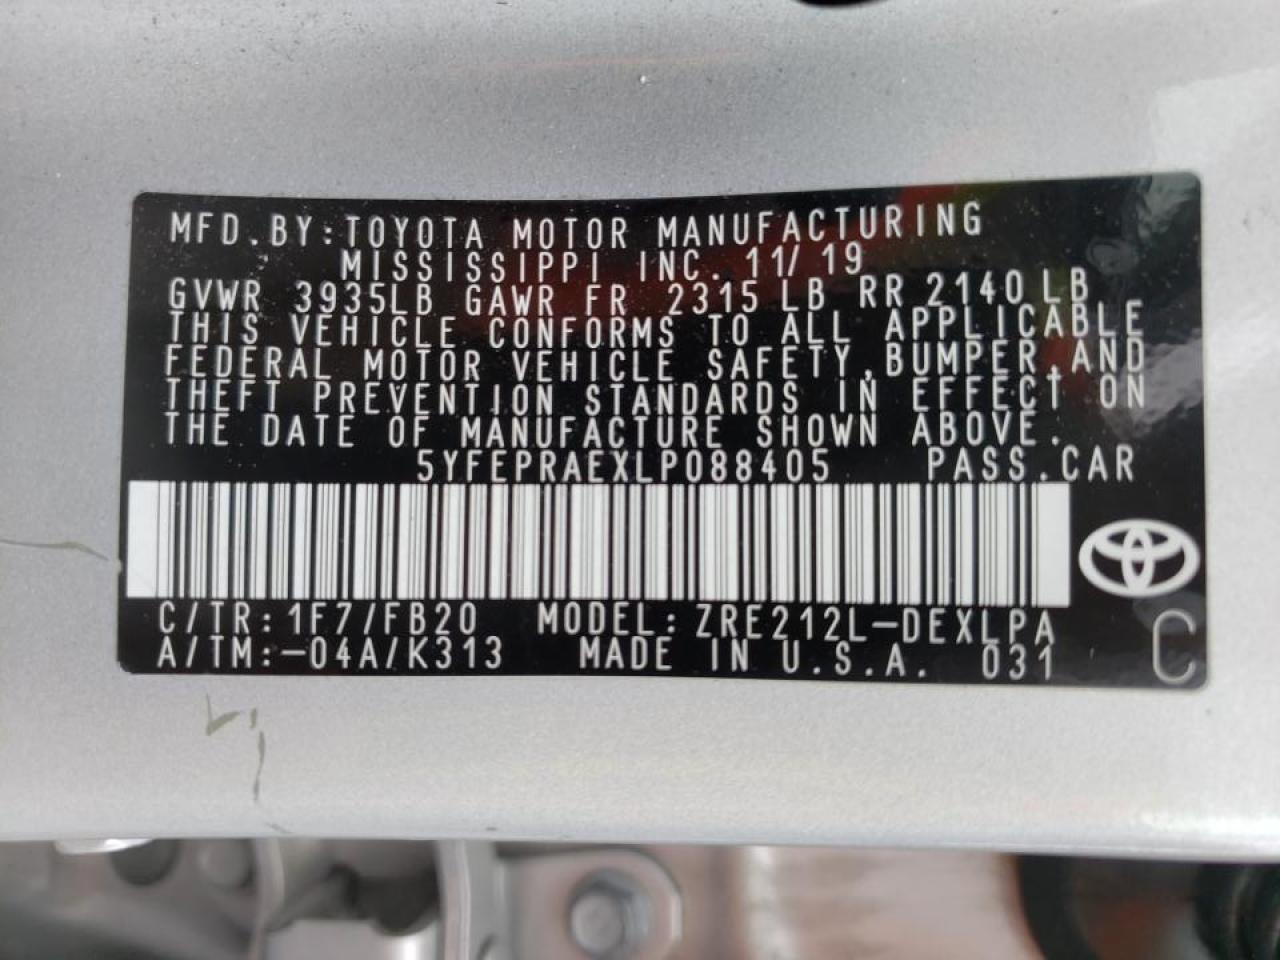 MFD.BY:TOYOTA MOTOR MANUFACTURING
MISSISSIPPI INC. 11/19
GVWR 3935LB GAWR FR 2315LB RR 2140LB
THIS VEHICLE CONFORMS TO ALL APPLICABLE
FEDERAL MOTOR VEHICLE SAFETY,BUMPER,AND
THEFT PREVENTION STANDARDS IN EFFECT ON
THE DATE OF MANUFACTURE SHOWN ABOVE.
5YFEPRAEXLP088405 PASS.CAR
C/TR:1F7/FB20 MODEL:ZRE212L-DEXLPA
A/TM:-04A/K313 MADE IN U.S.A. 031
C